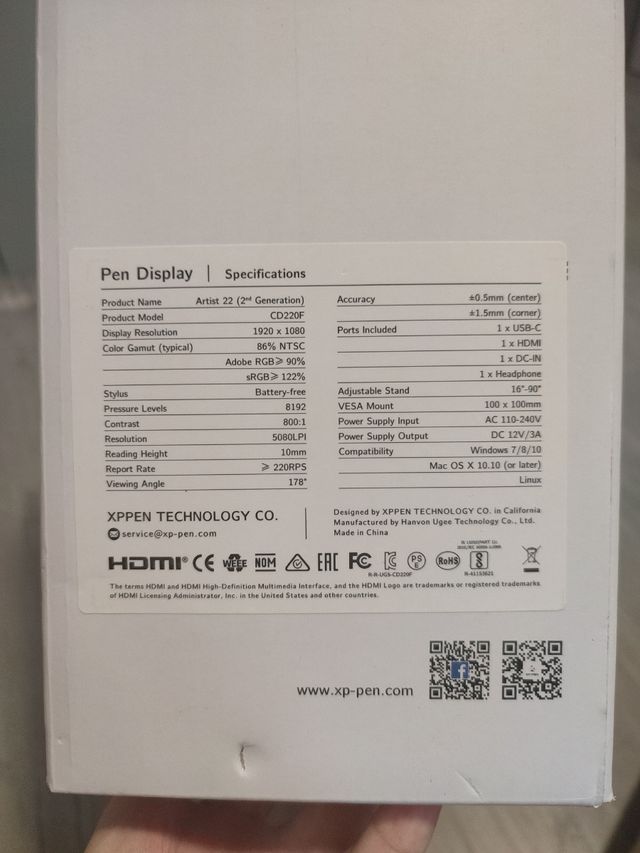 Pen Display | Specifications
Product Name Artist 22 (2nd Generation)
Product Model CD220F
Display Resolution 1920 x 1080
Color Gamut (typical) 86% NTSC
Adobe RGB≥ 90%
sRGB≥ 122%
Stylus Battery-free
Pressure Levels 8192
Contrast 800:1
Resolution 5080LPI
Reading Height 10mm
Report Rate ≥ 220RPS
Viewing Angle 178°
Accuracy ±0.5mm (center)
±1.5mm (corner)
Ports Included 1 x USB-C
1 x HDMI
1 x DC-IN
1 x Headphone
Adjustable Stand 16°-90°
VESA Mount 100 x 100mm
Power Supply Input AC 110-240V
Power Supply Output DC 12V/3A
Compatibility Windows 7/8/10
Mac OS X 10.10 (or later)
Linux
XPPEN TECHNOLOGY CO.
service@xp-pen.com
Designed by XPPEN TECHNOLOGY CO. in California
Manufactured by Hanvon Ugee Technology Co., Ltd.
Made in China
HDMI® CE WEEE NOM EAC FC PSE RoHS
R-R-UGS-CD220F
R-41153621
The terms HDMI and HDMI High-Definition Multimedia Interface, and the HDMI Logo are trademarks or registered trademarks
of HDMI Licensing Administrator, Inc. in the United States and other countries.
www.xp-pen.com